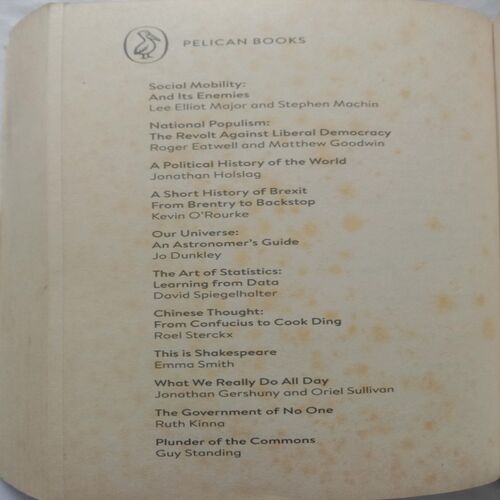 PELICAN BOOKS
Social Mobility:
And Its Enemies
Lee Elliot Major and Stephen Machin
National Populism:
The Revolt Against Liberal Democracy
Roger Eatwell and Matthew Goodwin
A Political History of the World
Jonathan Holslag
A Short History of Brexit
From Brentry to Backstop
Kevin O'Rourke
Our Universe:
An Astronomer's Guide
Jo Dunkley
The Art of Statistics:
Learning from Data
David Spiegelhalter
Chinese Thought:
From Confucius to Cook Ding
Roel Sterckx
This is Shakespeare
Emma Smith
What We Really Do All Day
Jonathan Gershuny and Oriel Sullivan
The Government of No One
Ruth Kinna
Plunder of the Commons
Guy Standing